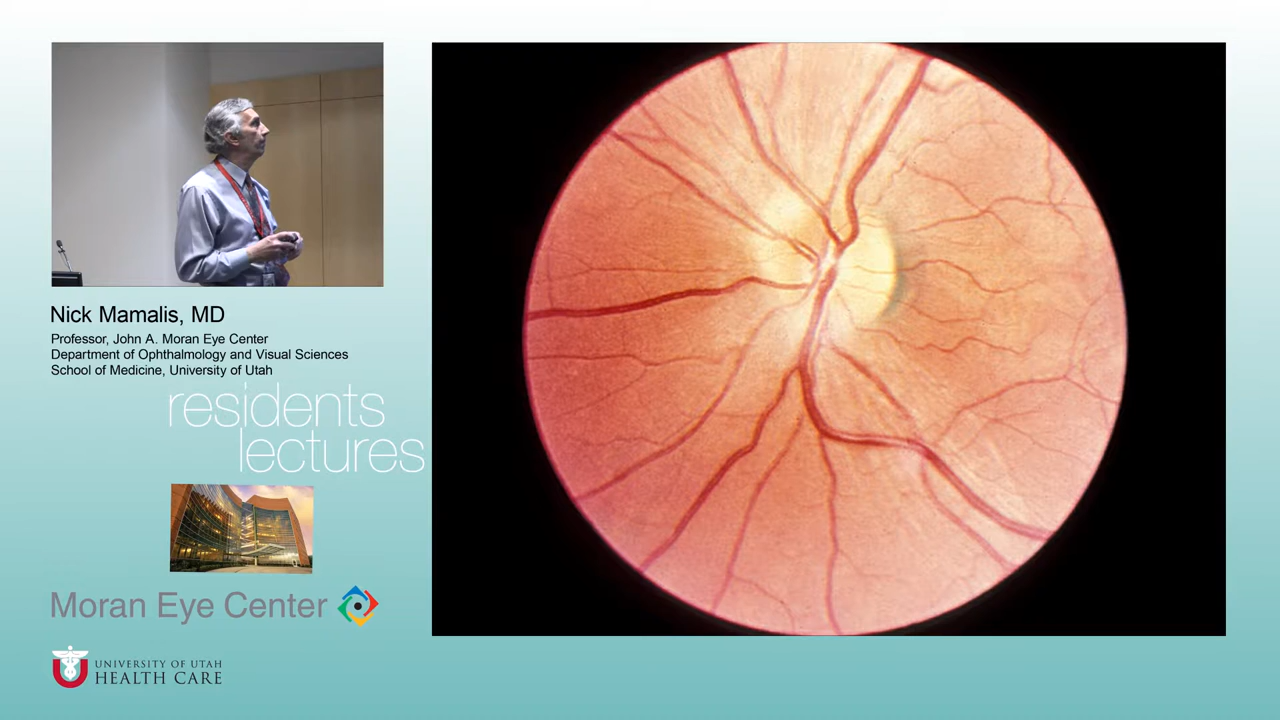 Nick Mamalis, MD
Professor, John A. Moran Eye Center
Department of Ophthalmology and Visual Sciences
School of Medicine, University of Utah
residents
lectures
Moran Eye Center
UNIVERSITY OF UTAH
HEALTH CARE